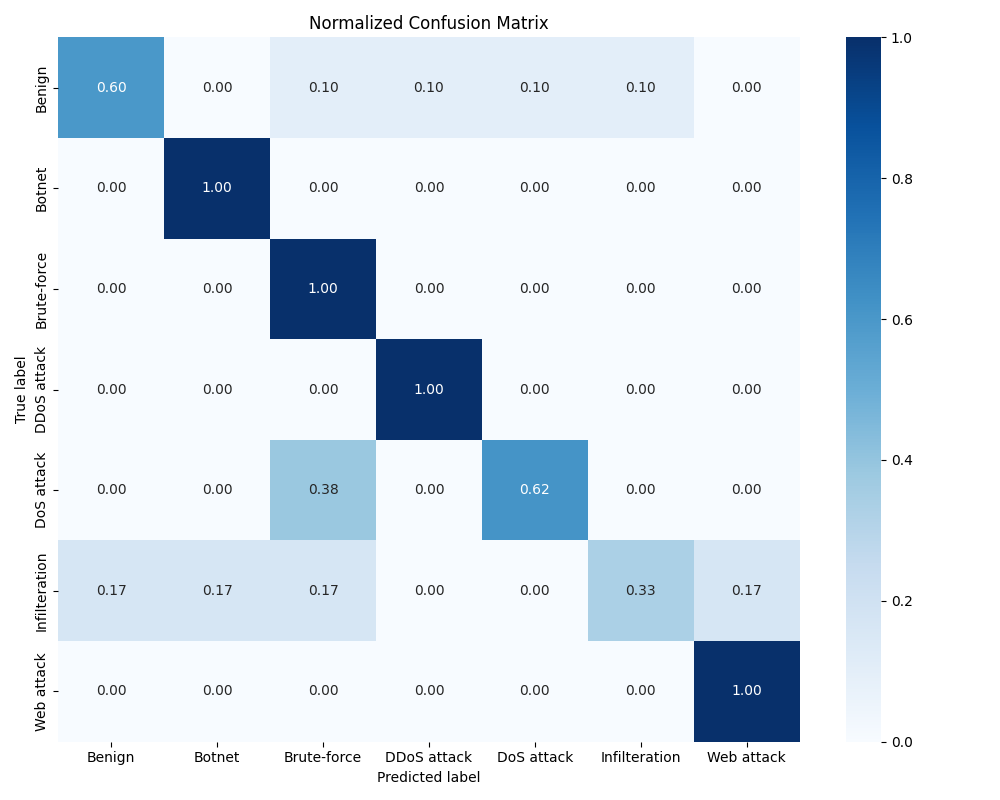 Normalized Confusion Matrix
Benign 0.60 0.00 0.10 0.10 0.10 0.10 0.00
Botnet 0.00 1.00 0.00 0.00 0.00 0.00 0.00
Brute-force 0.00 0.00 1.00 0.00 0.00 0.00 0.00
DDoS attack 0.00 0.00 0.00 1.00 0.00 0.00 0.00
DoS attack 0.00 0.00 0.38 0.00 0.62 0.00 0.00
Infilteration 0.17 0.17 0.17 0.00 0.00 0.33 0.17
Web attack 0.00 0.00 0.00 0.00 0.00 0.00 1.00
True label
Benign Botnet Brute-force DDoS attack DoS attack Infilteration Web attack
Predicted label
1.0
0.8
0.6
0.4
0.2
0.0